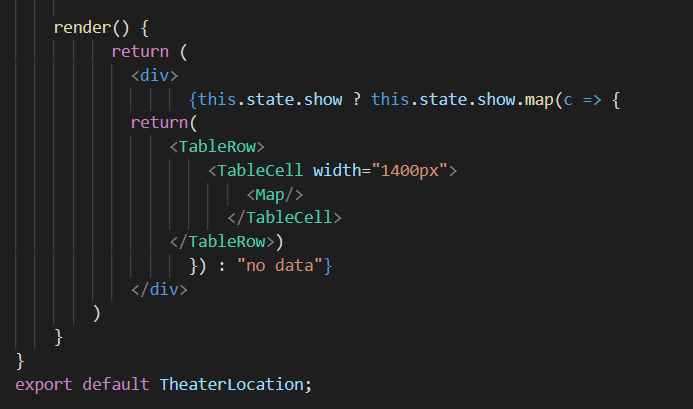 render() {
return (
<div>
{this.state.show ? this.state.show.map(c => {
return(
<TableRow>
<TableCell width="1400px">
<Map/>
</TableCell>
</TableRow>)
}) : "no data"}
</div>
)
}
}
export default TheaterLocation;